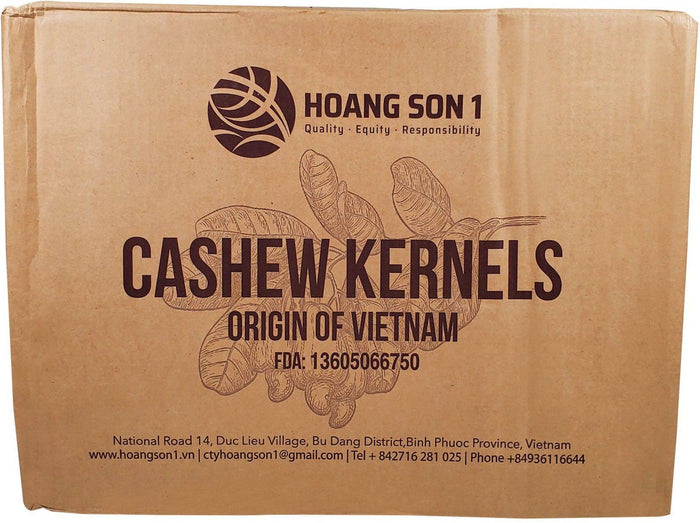 HOANG SON 1
Quality · Equity · Responsibility
CASHEW KERNELS
ORIGIN OF VIETNAM
FDA: 13605066750
National Road 14, Duc Lieu Village, Bu Dang District,Binh Phuoc Province, Vietnam
www.hoangson1.vn | ctyhoangson1@gmail.com | Tel + 842716 281 025 | Phone +84936116644